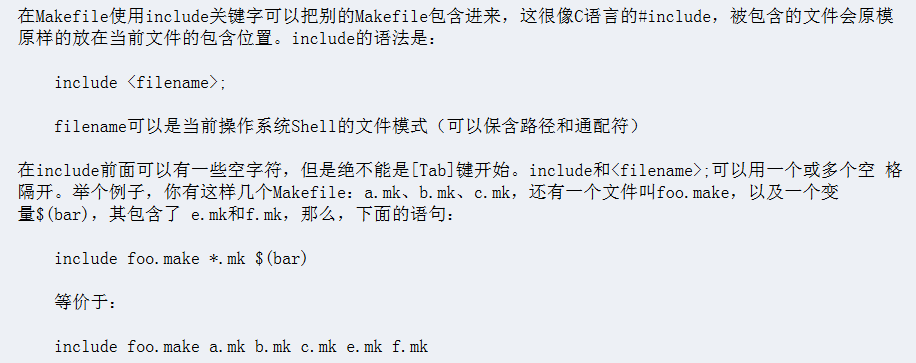 在Makefile使用include关键字可以把别的Makefile包含进来，这很像C语言的#include，被包含的文件会原模
原样的放在当前文件的包含位置。include的语法是：
include <filename>;
filename可以是当前操作系统Shell的文件模式（可以保含路径和通配符）
在include前面可以有一些空字符，但是绝不能是[Tab]键开始。include和<filename>;可以用一个或多个空 格
隔开。举个例子，你有这样几个Makefile：a.mk、b.mk、c.mk，还有一个文件叫foo.make，以及一个变
量$(bar)，其包含了 e.mk和f.mk，那么，下面的语句：
include foo.make *.mk $(bar)
等价于：
include foo.make a.mk b.mk c.mk e.mk f.mk